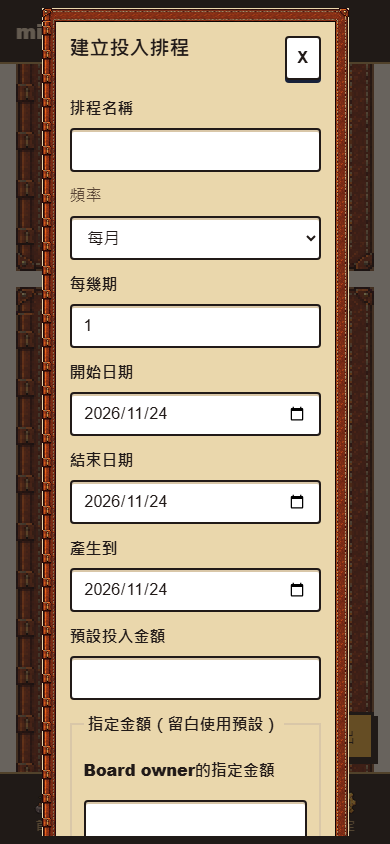 mi
建立投入排程
X
排程名稱
頻率
每月
每幾期
1
開始日期
2026/11/24
結束日期
2026/11/24
產生到
2026/11/24
預設投入金額
指定金額（留白使用預設）
Board owner的指定金額